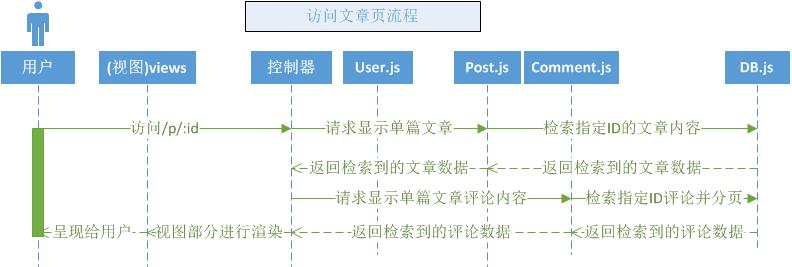 访问文章页流程
用户
(视图)views
控制器
User.js
Post.js
Comment.js
DB.js
访问/p/:id
请求显示单篇文章
检索指定ID的文章内容
返回检索到的文章数据
返回检索到的文章数据
请求显示单篇文章评论内容
检索指定ID评论并分页
呈现给用户
视图部分进行渲染
返回检索到的评论数据
返回检索到的评论数据